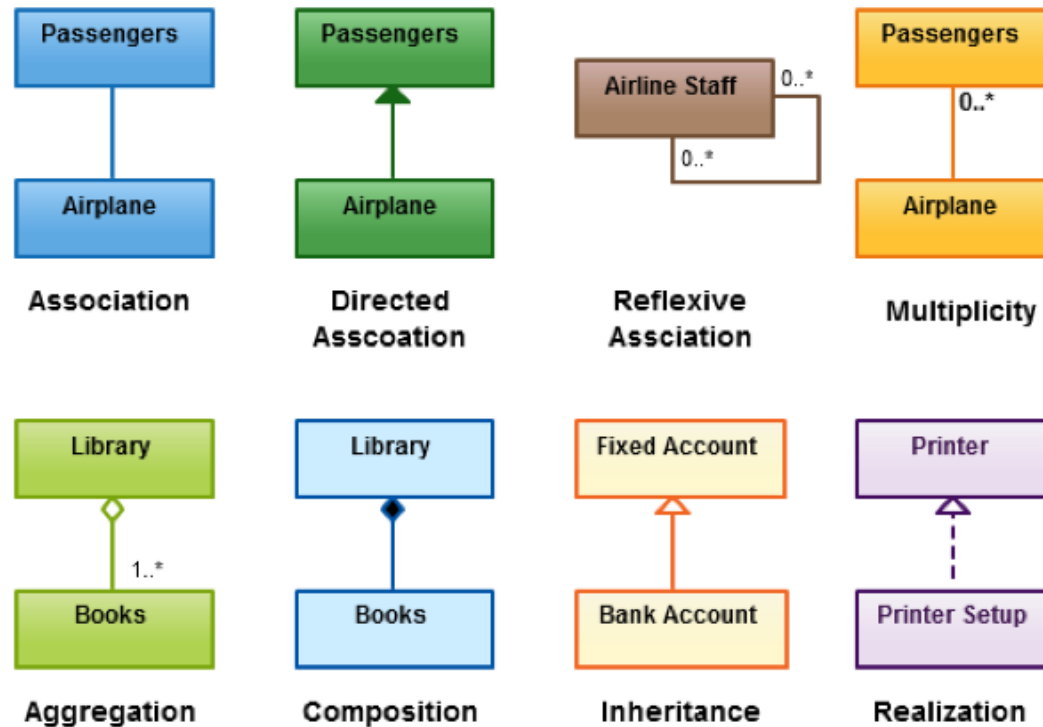 Passengers
Airplane
Association
Passengers
Airplane
Directed
Asscoation
Airline Staff
0..*
0..*
Reflexive
Assciation
Passengers
0..*
Airplane
Multiplicity
Library
1..*
Books
Aggregation
Library
Books
Composition
Fixed Account
Bank Account
Inheritance
Printer
Printer Setup
Realization